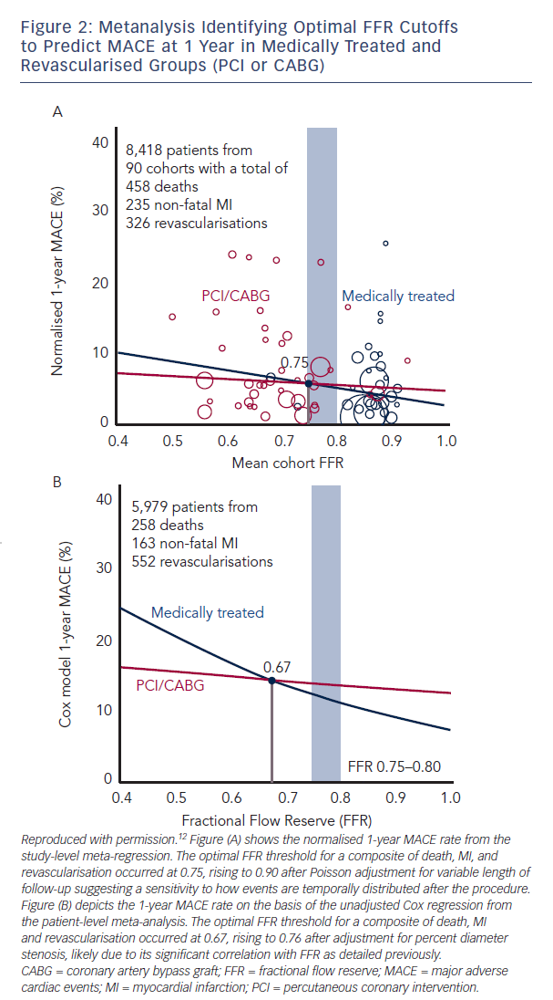 Figure 2: Metanalysis Identifying Optimal FFR Cutoffs
to Predict MACE at 1 Year in Medically Treated and
Revascularised Groups (PCI or CABG)
A
Normalised 1-year MACE (%)
40
30
20
10
0
8,418 patients from
90 cohorts with a total of
458 deaths
235 non-fatal MI
326 revascularisations
PCI/CABG
Medically treated
0.75
0.4 0.5 0.6 0.7 0.8 0.9 1.0
Mean cohort FFR
B
Cox model 1-year MACE (%)
40
30
20
10
0
5,979 patients from
258 deaths
163 non-fatal MI
552 revascularisations
Medically treated
0.67
PCI/CABG
FFR 0.75–0.80
0.4 0.5 0.6 0.7 0.8 0.9 1.0
Fractional Flow Reserve (FFR)
Reproduced with permission.12 Figure (A) shows the normalised 1-year MACE rate from the
study-level meta-regression. The optimal FFR threshold for a composite of death, MI, and
revascularisation occurred at 0.75, rising to 0.90 after Poisson adjustment for variable length of
follow-up suggesting a sensitivity to how events are temporally distributed after the procedure.
Figure (B) depicts the 1-year MACE rate on the basis of the unadjusted Cox regression from
the patient-level meta-analysis. The optimal FFR threshold for a composite of death, MI
and revascularisation occurred at 0.67, rising to 0.76 after adjustment for percent diameter
stenosis, likely due to its significant correlation with FFR as detailed previously.
CABG = coronary artery bypass graft; FFR = fractional flow reserve; MACE = major adverse
cardiac events; MI = myocardial infarction; PCI = percutaneous coronary intervention.